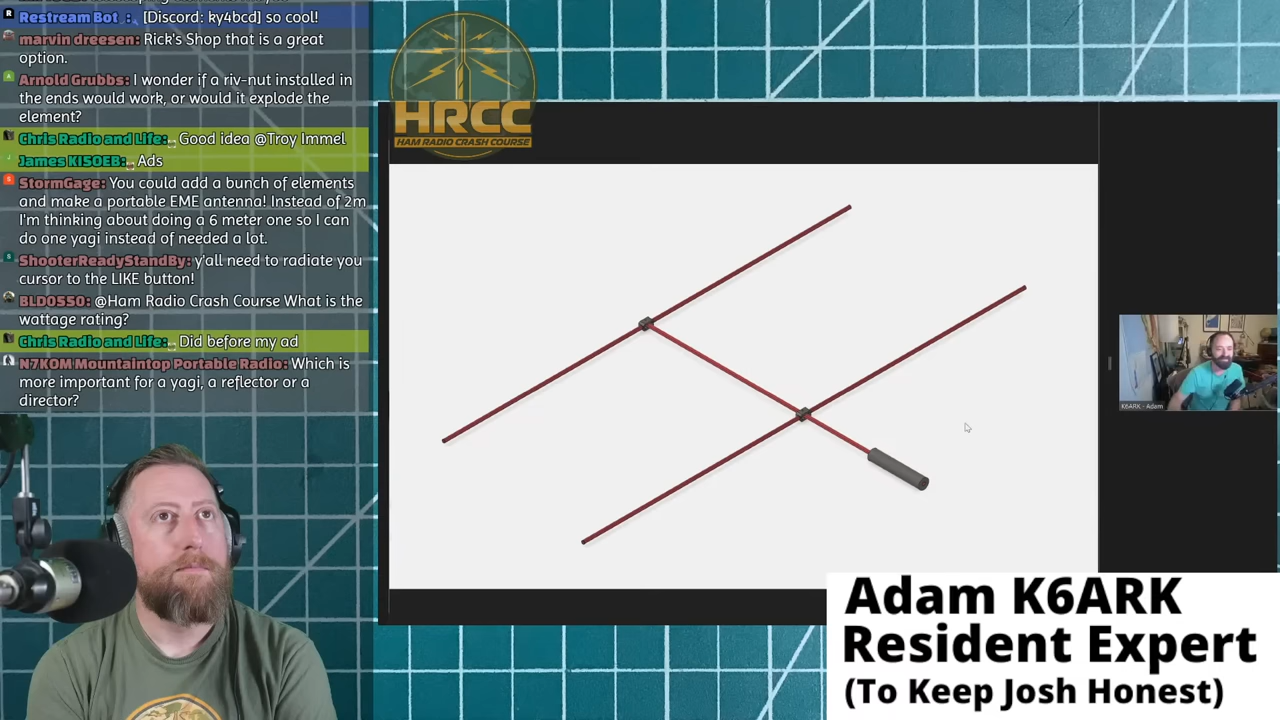 Restream Bot : [Discord: ky4bcd] so cool!
marvin dreesen: Rick's Shop that is a great
option.
Arnold Grubbs: I wonder if a riv-nut installed in
the ends would work, or would it explode the
element?
Chris Radio and Life: Good idea @Troy Immel
James KI5OEB: Ads
StormGage: You could add a bunch of elements
and make a portable EME antenna! Instead of 2m
I'm thinking about doing a 6 meter one so I can
do one yagi instead of needed a lot.
ShooterReadyStandBy: y'all need to radiate you
cursor to the LIKE button!
BLD0550: @Ham Radio Crash Course What is the
wattage rating?
Chris Radio and Life: Did before my ad
N7KOM Mountaintop Portable Radio: Which is
more important for a yagi, a reflector or a
director?
HRCC
HAM RADIO CRASH COURSE
K6ARK - Adam
Adam K6ARK
Resident Expert
(To Keep Josh Honest)